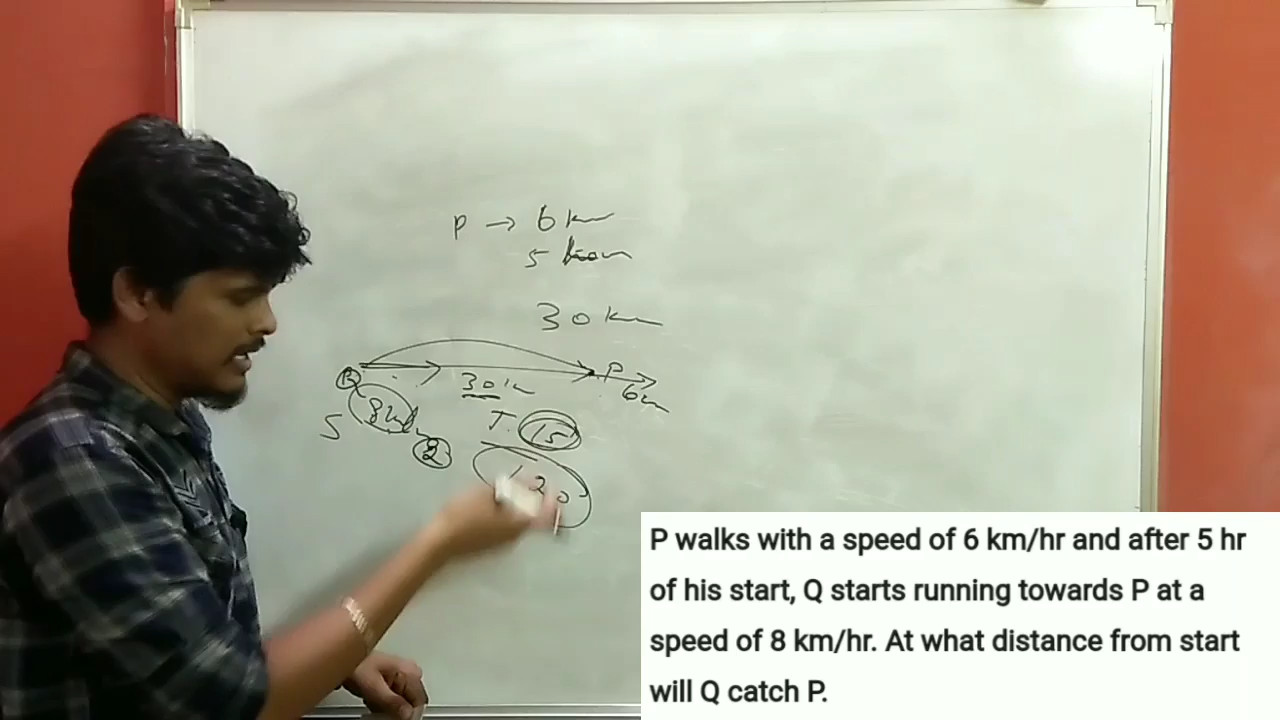 P → 6 km
5
30 km
P
30 km
6 km
8 km
S
T. 15
2
120
P walks with a speed of 6 km/hr and after 5 hr
of his start, Q starts running towards P at a
speed of 8 km/hr. At what distance from start
will Q catch P.